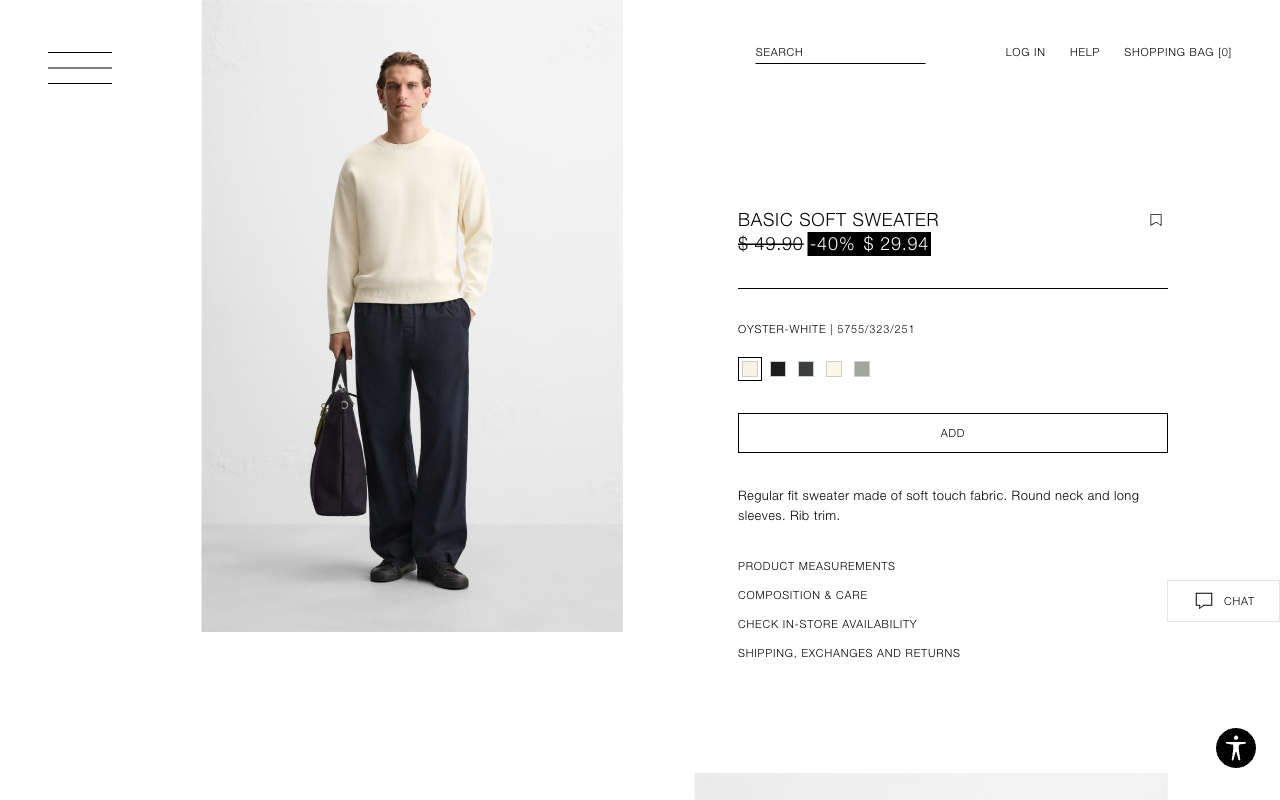 SEARCH
LOG IN
HELP
SHOPPING BAG [0]
BASIC SOFT SWEATER
$ 49.90 -40% $ 29.94
OYSTER-WHITE | 5755/323/251
ADD
Regular fit sweater made of soft touch fabric. Round neck and long
sleeves. Rib trim.
PRODUCT MEASUREMENTS
COMPOSITION & CARE
CHECK IN-STORE AVAILABILITY
SHIPPING, EXCHANGES AND RETURNS
CHAT